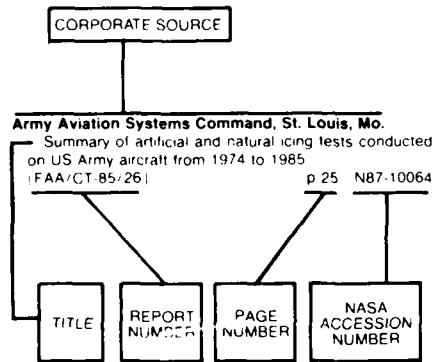 CORPORATE SOURCE
Army Aviation Systems Command, St. Louis, Mo.
Summary of artificial and natural icing tests conducted
on US Army aircraft from 1974 to 1985
[FAA/CT-85/26] p 25 N87-10064
TITLE
REPORT
NUMBER
PAGE
NUMBER
NASA
ACCESSION
NUMBER